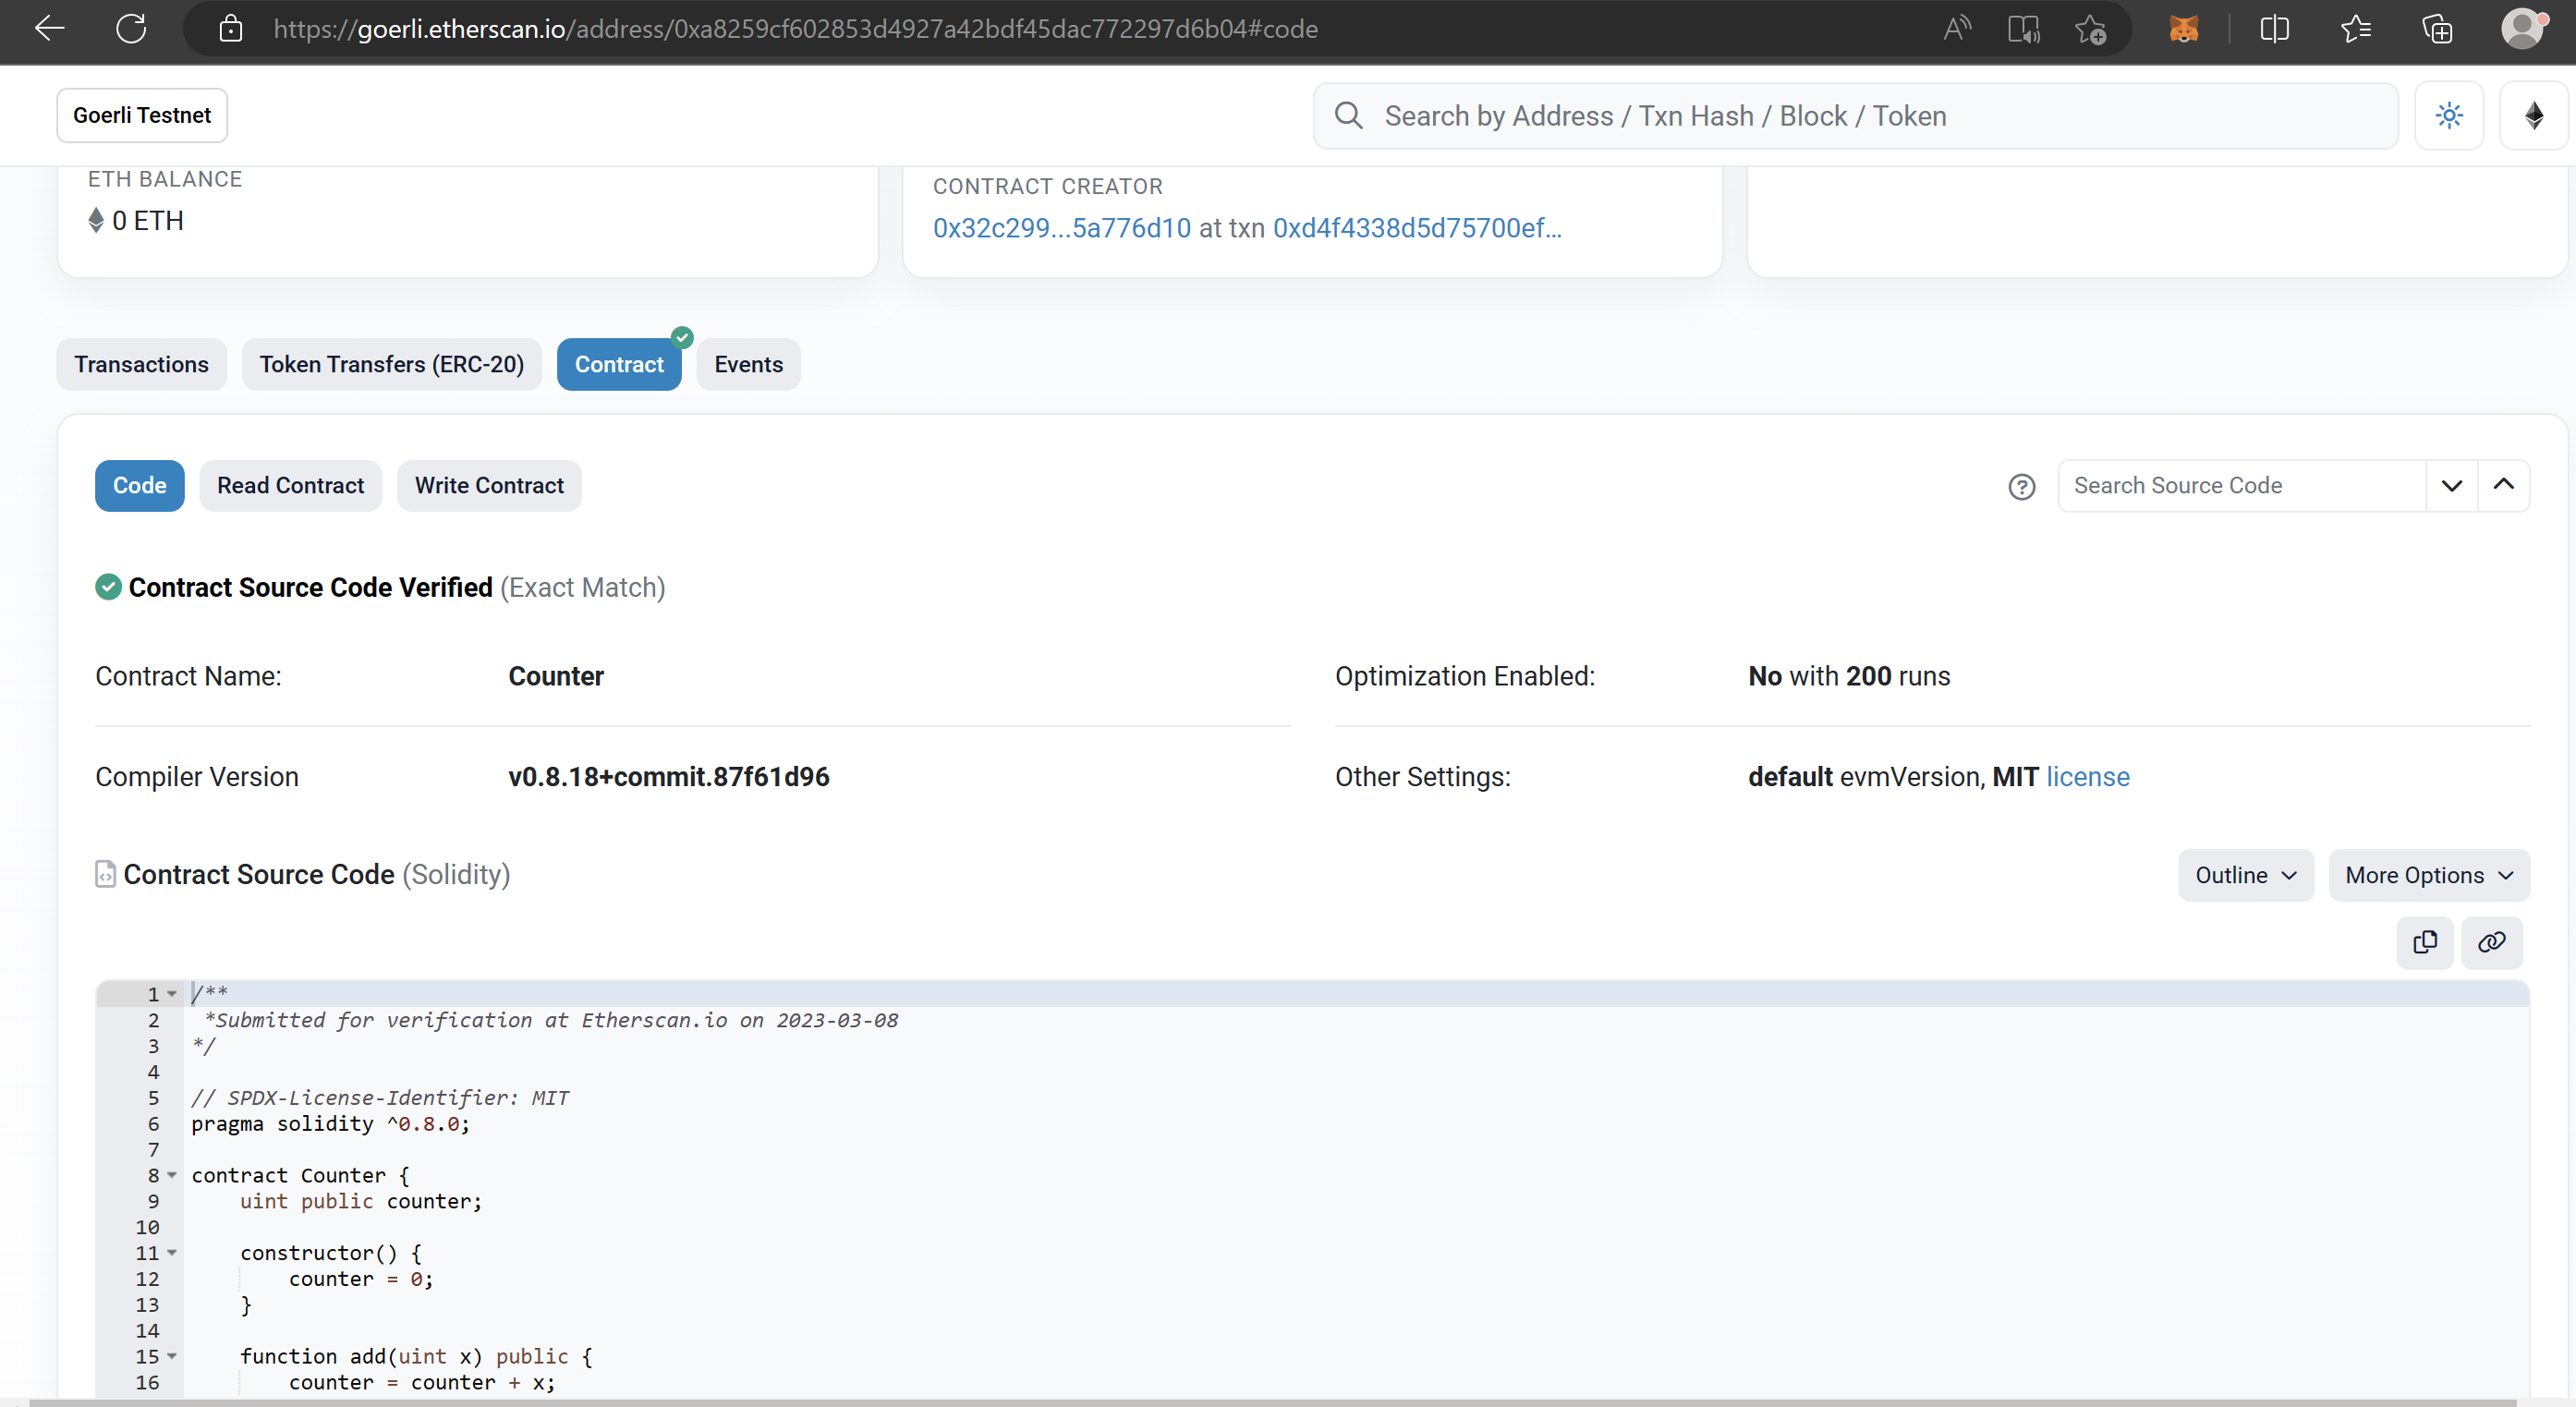 https://goerli.etherscan.io/address/0xa8259cf602853d4927a42bdf45dac772297d6b04#code
Goerli Testnet
Search by Address / Txn Hash / Block / Token
ETH BALANCE
0 ETH
CONTRACT CREATOR
0x32c299...5a776d10 at txn 0xd4f4338d5d75700ef...
Transactions
Token Transfers (ERC-20)
Contract
Events
Code
Read Contract
Write Contract
Search Source Code
Contract Source Code Verified (Exact Match)
Contract Name:
Counter
Optimization Enabled:
No with 200 runs
Compiler Version
v0.8.18+commit.87f61d96
Other Settings:
default evmVersion, MIT license
Contract Source Code (Solidity)
Outline
More Options
1 /**
2  *Submitted for verification at Etherscan.io on 2023-03-08
3 */
4
5 // SPDX-License-Identifier: MIT
6 pragma solidity ^0.8.0;
7
8 contract Counter {
9     uint public counter;
10
11     constructor() {
12         counter = 0;
13     }
14
15     function add(uint x) public {
16         counter = counter + x;